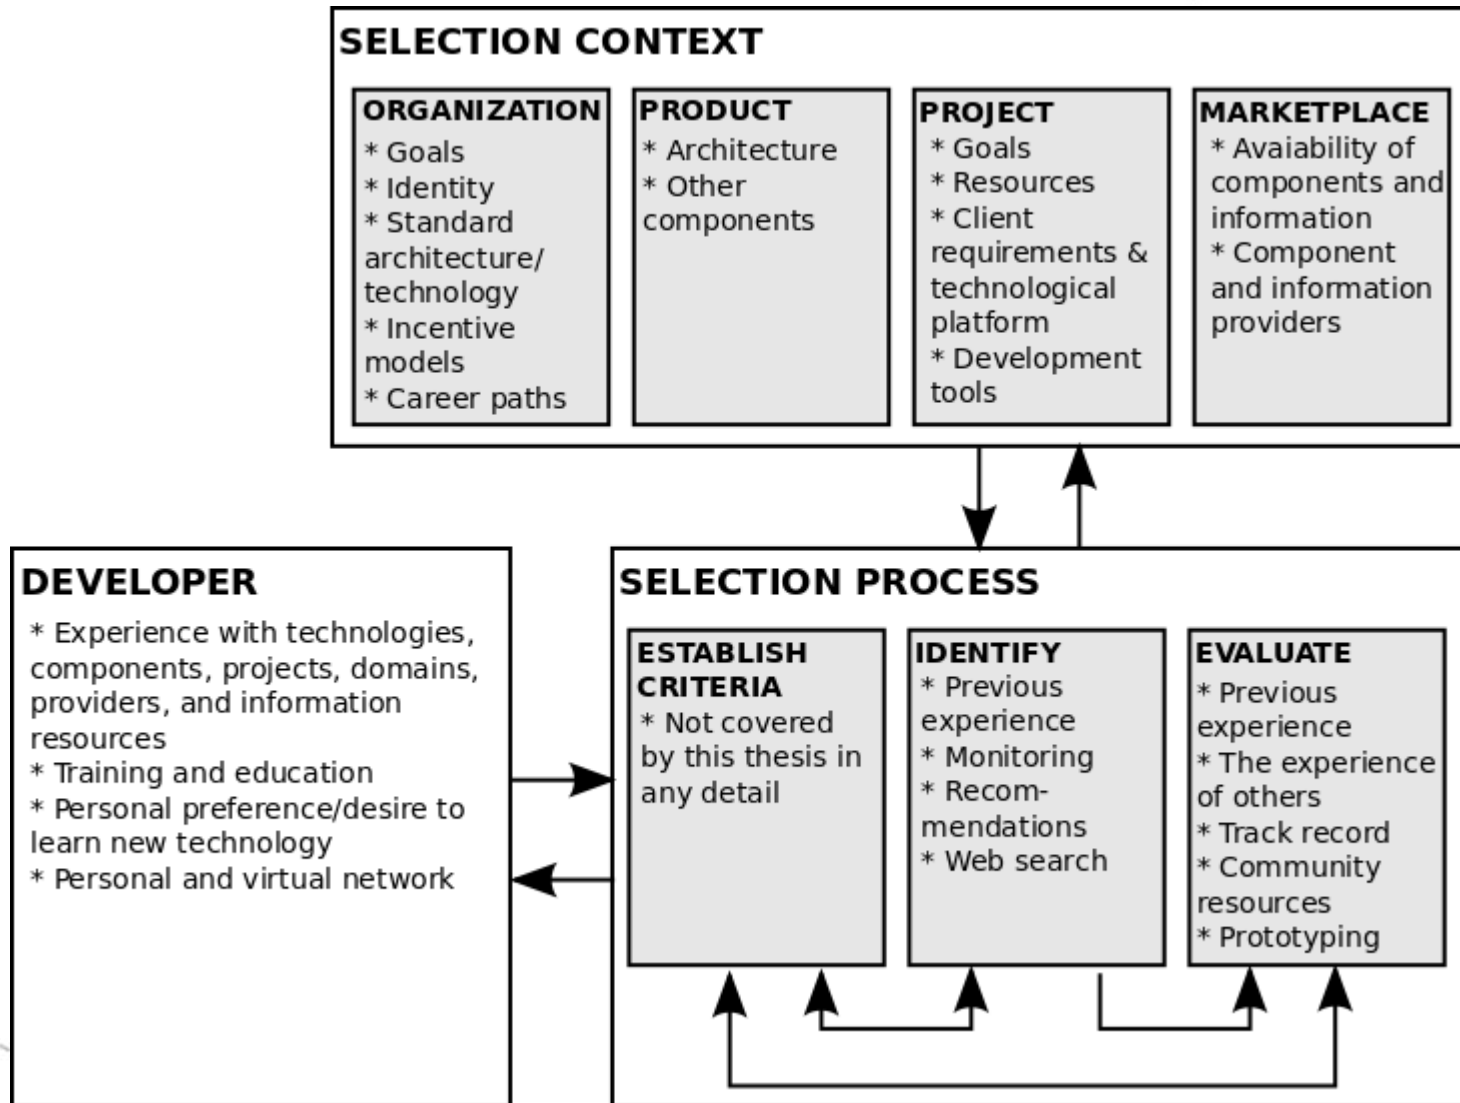 SELECTION CONTEXT
ORGANIZATION
* Goals
* Identity
* Standard
architecture/
technology
* Incentive
models
* Career paths
PRODUCT
* Architecture
* Other
components
PROJECT
* Goals
* Resources
* Client
requirements &
technological
platform
* Development
tools
MARKETPLACE
* Avaiability of
components and
information
* Component
and information
providers
DEVELOPER
* Experience with technologies,
components, projects, domains,
providers, and information
resources
* Training and education
* Personal preference/desire to
learn new technology
* Personal and virtual network
SELECTION PROCESS
ESTABLISH
CRITERIA
* Not covered
by this thesis in
any detail
IDENTIFY
* Previous
experience
* Monitoring
* Recom-
mendations
* Web search
EVALUATE
* Previous
experience
* The experience
of others
* Track record
* Community
resources
* Prototyping